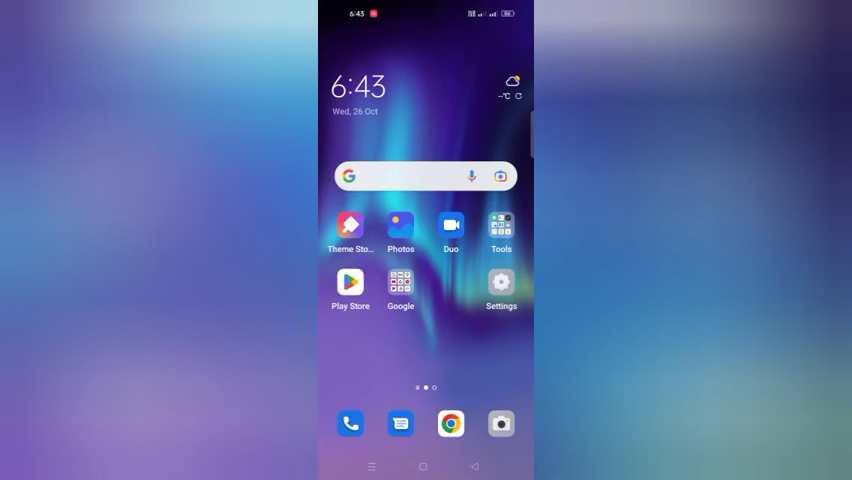 6:43
6:43
Wed, 26 Oct
--°C
Theme Sto...
Photos
Duo
Tools
Play Store
Google
Settings